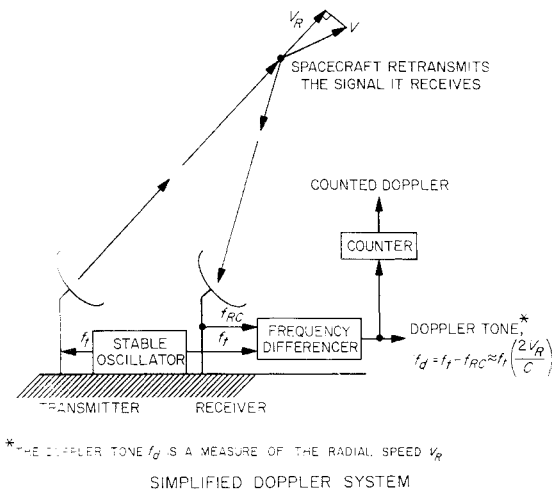 V_R
V
SPACECRAFT RETRANSMITS
THE SIGNAL IT RECEIVES
COUNTED DOPPLER
COUNTER
f_RC
f_t
f_t
STABLE
OSCILLATOR
FREQUENCY
DIFFERENCER
DOPPLER TONE,*
f_d = f_t - f_RC ≈ f_t (2V_R / C)
TRANSMITTER
RECEIVER
*THE DOPPLER TONE f_d IS A MEASURE OF THE RADIAL SPEED V_R
SIMPLIFIED DOPPLER SYSTEM